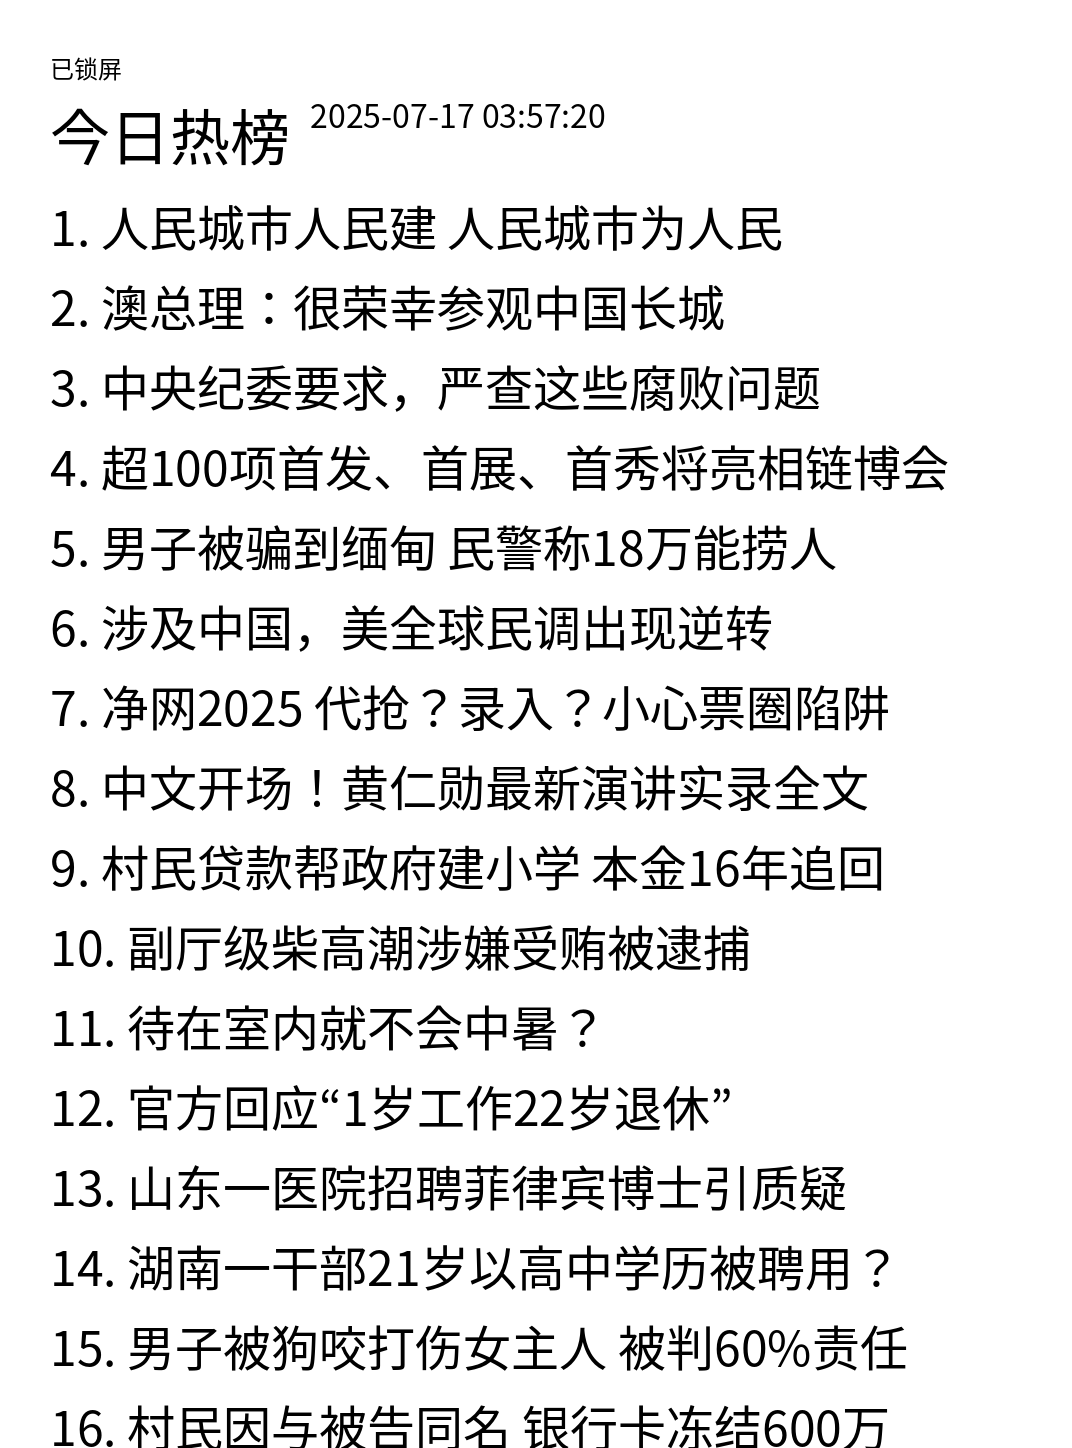 已锁屏
今日热榜 2025-07-17 03:57:20
1. 人民城市人民建 人民城市为人民
2. 澳总理：很荣幸参观中国长城
3. 中央纪委要求，严查这些腐败问题
4. 超100项首发、首展、首秀将亮相链博会
5. 男子被骗到缅甸 民警称18万能捞人
6. 涉及中国，美全球民调出现逆转
7. 净网2025 代抢？录入？小心票圈陷阱
8. 中文开场！黄仁勋最新演讲实录全文
9. 村民贷款帮政府建小学 本金16年追回
10. 副厅级柴高潮涉嫌受贿被逮捕
11. 待在室内就不会中暑？
12. 官方回应“1岁工作22岁退休”
13. 山东一医院招聘菲律宾博士引质疑
14. 湖南一干部21岁以高中学历被聘用？
15. 男子被狗咬打伤女主人 被判60%责任
16. 村民因与被告同名 银行卡冻结600万